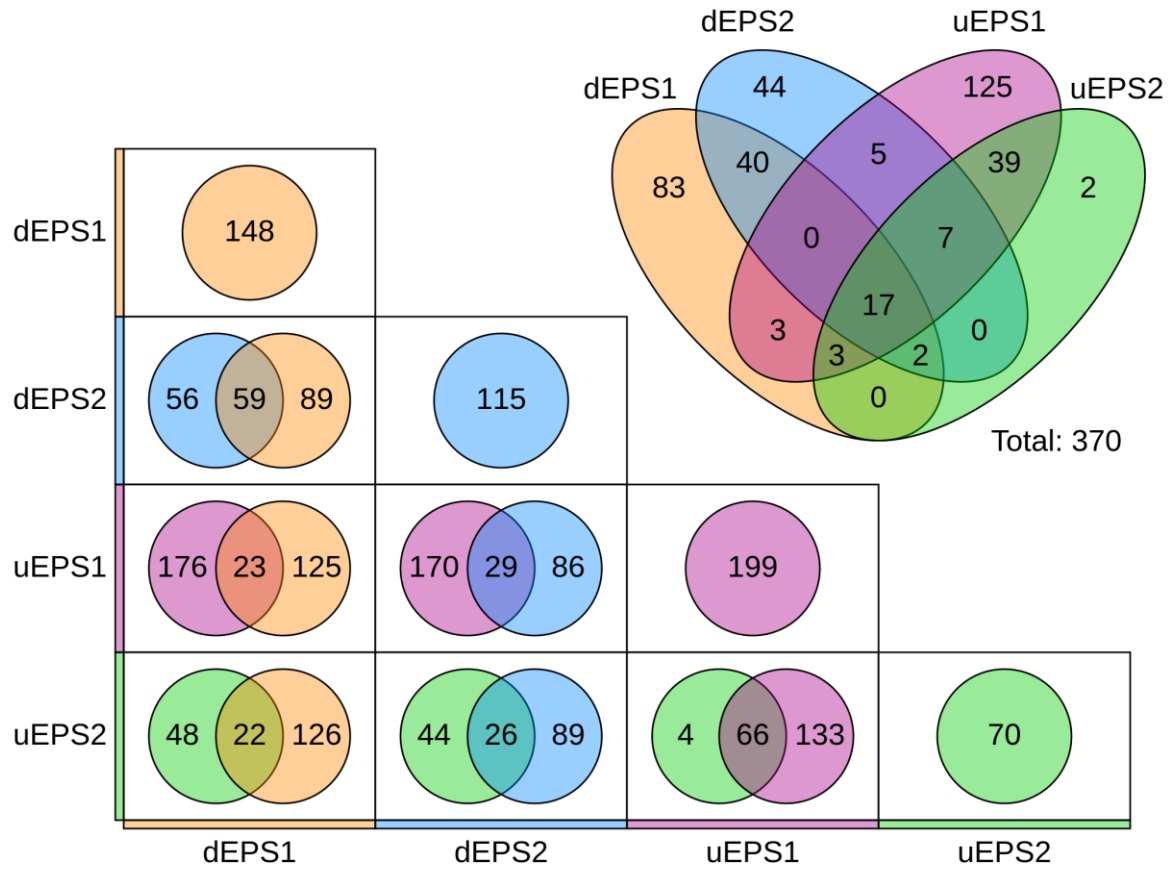 dEPS2 uEPS1
dEPS1 44 125 uEPS2
40 5 39
83 2
0 7
17
3 0
3 2
0
Total: 370
dEPS1 148
dEPS2 56 59 89 115
uEPS1 176 23 125 170 29 86 199
uEPS2 48 22 126 44 26 89 4 66 133 70
dEPS1 dEPS2 uEPS1 uEPS2